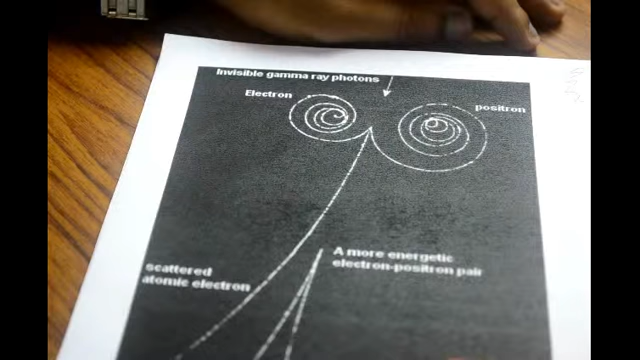 Invisible gamma ray photons
Electron
positron
A more energetic
electron-positron pair
scattered
atomic electron